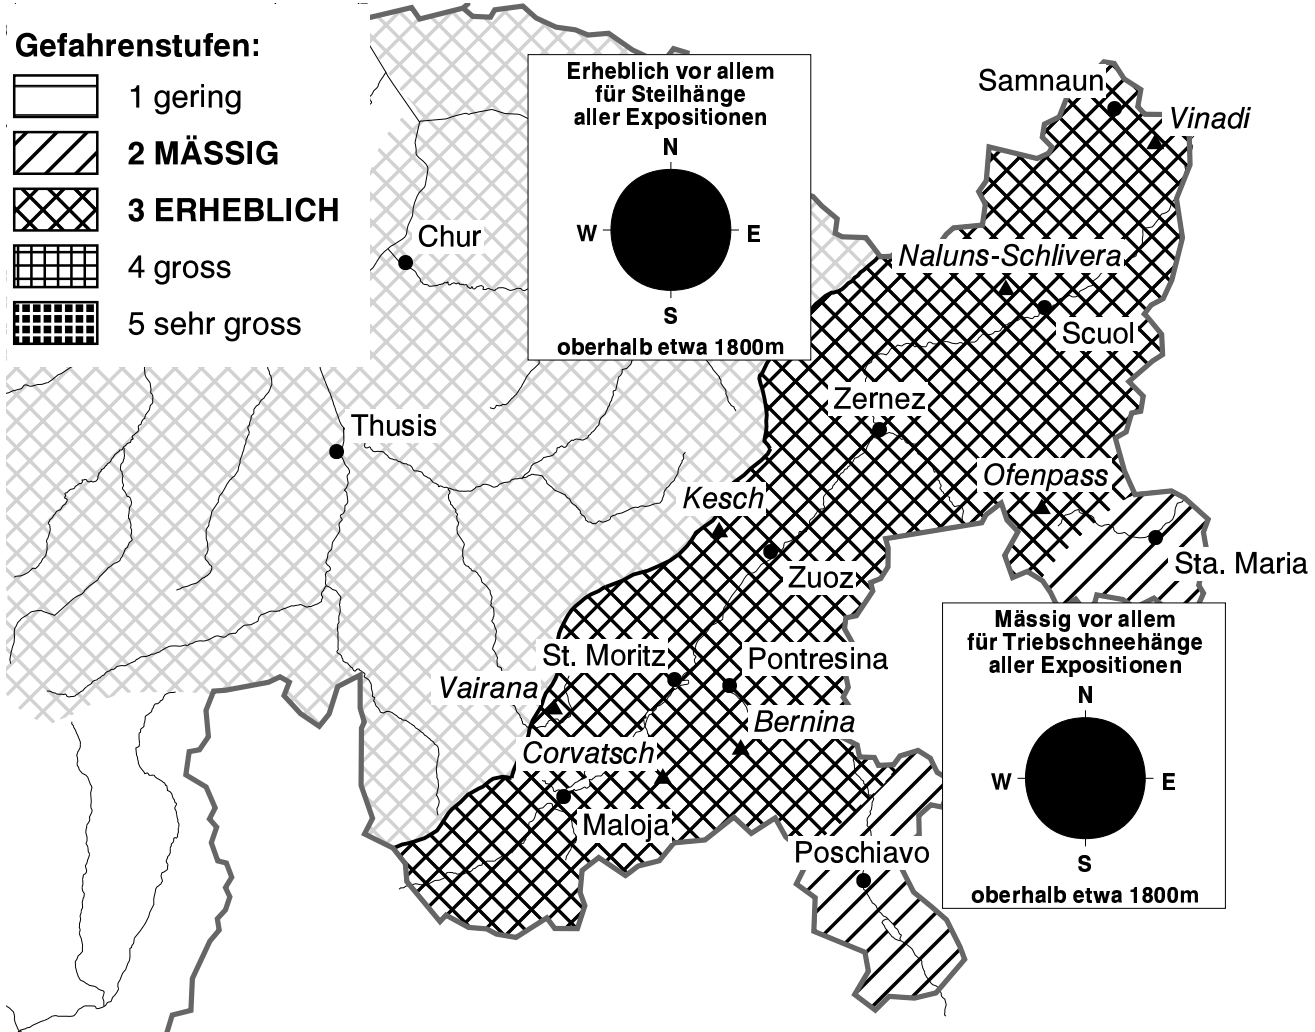 Gefahrenstufen:
1 gering
2 MÄSSIG
3 ERHEBLICH
4 gross
5 sehr gross
Erheblich vor allem
für Steilhänge
aller Expositionen
N
W
E
S
oberhalb etwa 1800m
Samnaun
Vinadi
Chur
Naluns-Schlivera
Scuol
Zernez
Thusis
Ofenpass
Kesch
Sta. Maria
Zuoz
St. Moritz
Pontresina
Vairana
Bernina
Corvatsch
Maloja
Poschiavo
Mässig vor allem
für Triebschneehänge
aller Expositionen
N
W
E
S
oberhalb etwa 1800m